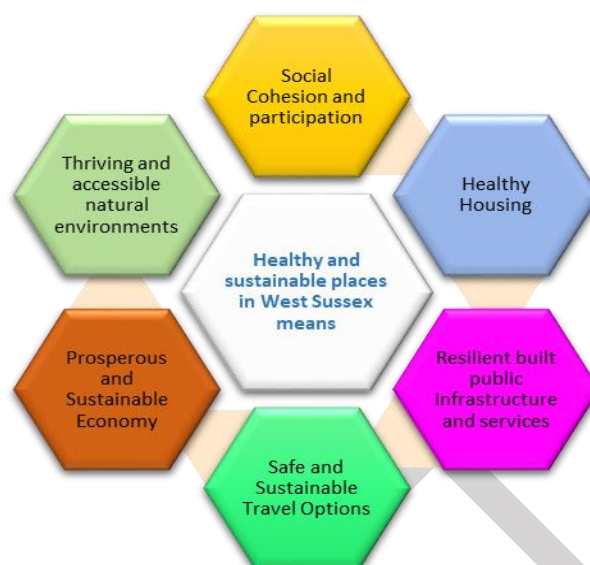 Social
Cohesion and
participation
Thriving and
accessible
natural
environments
Healthy
Housing
Healthy and
sustainable places
in West Sussex
means
Prosperous
and
Sustainable
Economy
Resilient built
public
Infrastructure
and services
Safe and
Sustainable
Travel Options